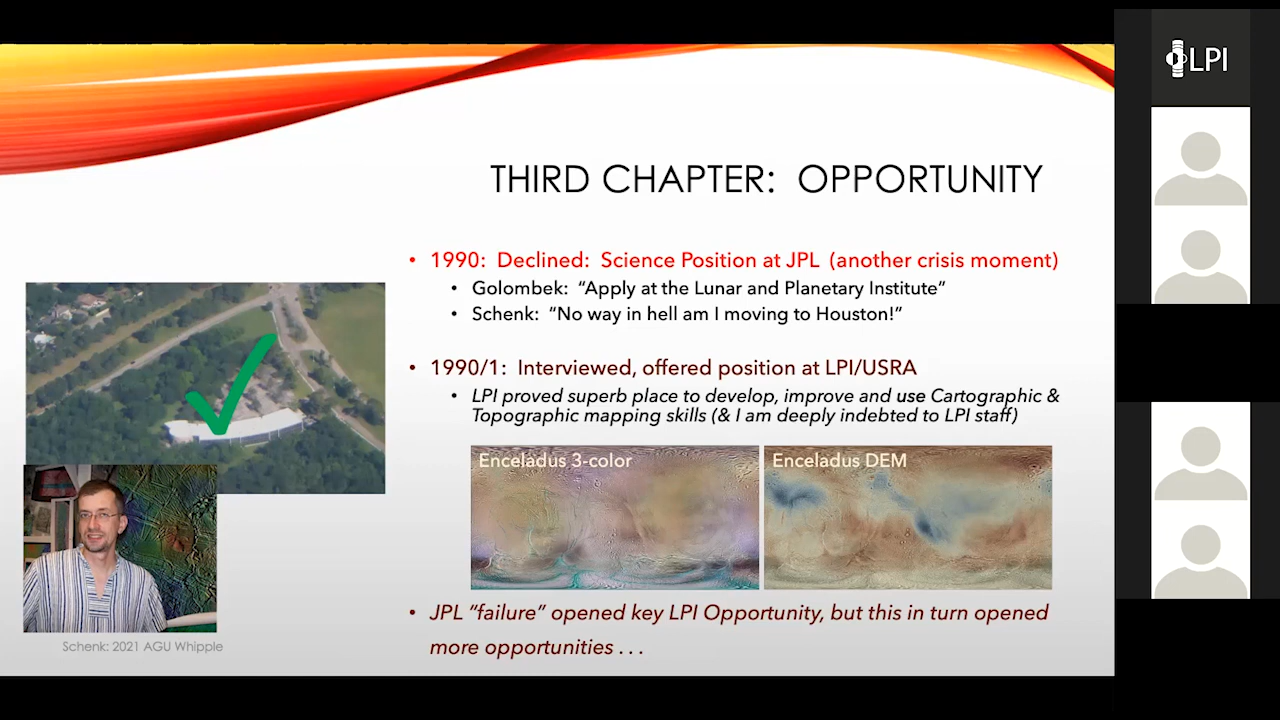 LPI
THIRD CHAPTER: OPPORTUNITY
• 1990: Declined: Science Position at JPL (another crisis moment)
• Golombek: “Apply at the Lunar and Planetary Institute”
• Schenk: “No way in hell am I moving to Houston!”
• 1990/1: Interviewed, offered position at LPI/USRA
• LPI proved superb place to develop, improve and use Cartographic &
Topographic mapping skills (& I am deeply indebted to LPI staff)
Enceladus 3-color
Enceladus DEM
• JPL “failure” opened key LPI Opportunity, but this in turn opened
more opportunities . . .
Schenk: 2021 AGU Whipple